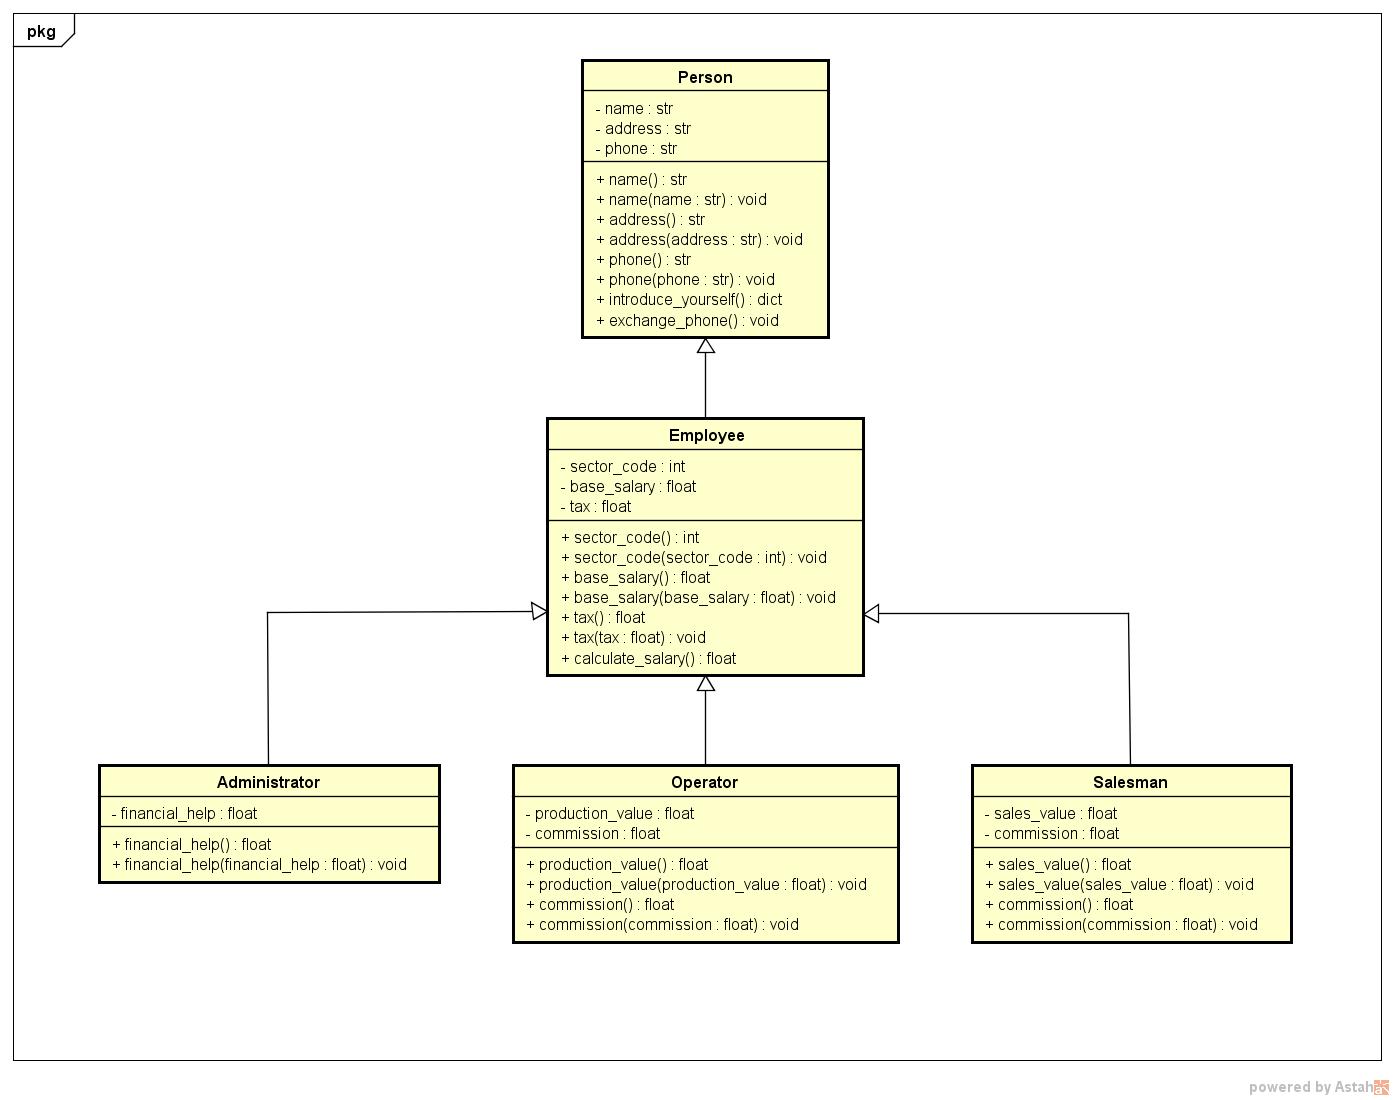 pkg
Person
- name : str
- address : str
- phone : str
+ name() : str
+ name(name : str) : void
+ address() : str
+ address(address : str) : void
+ phone() : str
+ phone(phone : str) : void
+ introduce_yourself() : dict
+ exchange_phone() : void
Employee
- sector_code : int
- base_salary : float
- tax : float
+ sector_code() : int
+ sector_code(sector_code : int) : void
+ base_salary() : float
+ base_salary(base_salary : float) : void
+ tax() : float
+ tax(tax : float) : void
+ calculate_salary() : float
Administrator
- financial_help : float
+ financial_help() : float
+ financial_help(financial_help : float) : void
Operator
- production_value : float
- commission : float
+ production_value() : float
+ production_value(production_value : float) : void
+ commission() : float
+ commission(commission : float) : void
Salesman
- sales_value : float
- commission : float
+ sales_value() : float
+ sales_value(sales_value : float) : void
+ commission() : float
+ commission(commission : float) : void
powered by Astah